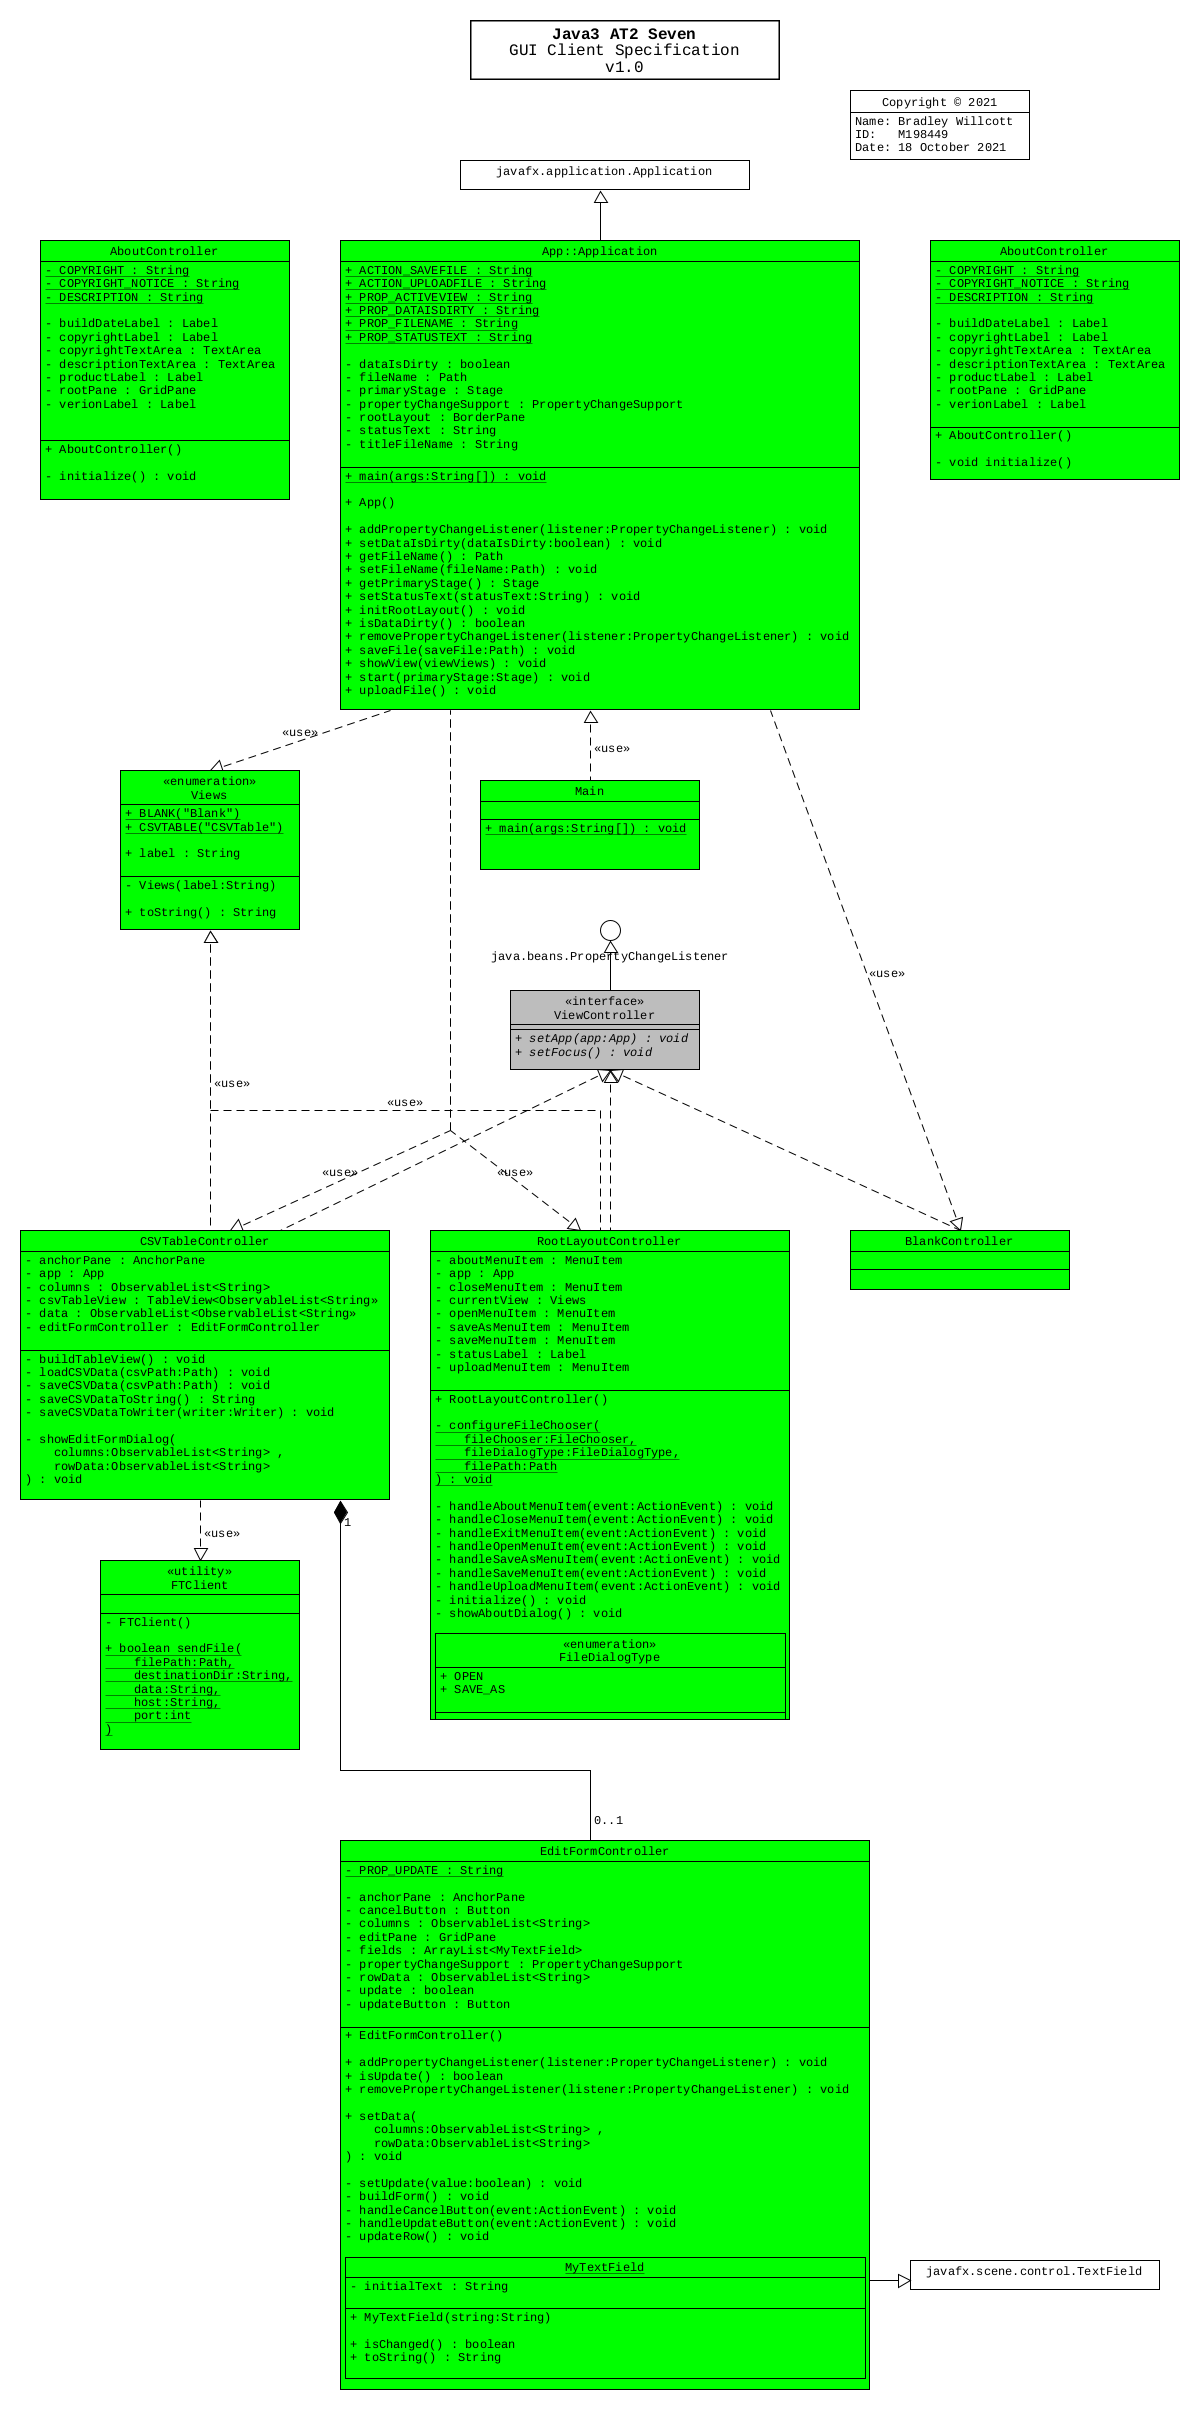 Java3 AT2 Seven
GUI Client Specification
v1.0
Copyright © 2021
Name: Bradley Willcott
ID:   M198449
Date: 18 October 2021
javafx.application.Application
AboutController
- COPYRIGHT : String
- COPYRIGHT_NOTICE : String
- DESCRIPTION : String
- buildDateLabel : Label
- copyrightLabel : Label
- copyrightTextArea : TextArea
- descriptionTextArea : TextArea
- productLabel : Label
- rootPane : GridPane
- verionLabel : Label
+ AboutController()
- initialize() : void
App::Application
+ ACTION_SAVEFILE : String
+ ACTION_UPLOADFILE : String
+ PROP_ACTIVEVIEW : String
+ PROP_DATAISDIRTY : String
+ PROP_FILENAME : String
+ PROP_STATUSTEXT : String
- dataIsDirty : boolean
- fileName : Path
- primaryStage : Stage
- propertyChangeSupport : PropertyChangeSupport
- rootLayout : BorderPane
- statusText : String
- titleFileName : String
+ main(args:String[]) : void
+ App()
+ addPropertyChangeListener(listener:PropertyChangeListener) : void
+ setDataIsDirty(dataIsDirty:boolean) : void
+ getFileName() : Path
+ setFileName(fileName:Path) : void
+ getPrimaryStage() : Stage
+ setStatusText(statusText:String) : void
+ initRootLayout() : void
+ isDataDirty() : boolean
+ removePropertyChangeListener(listener:PropertyChangeListener) : void
+ saveFile(saveFile:Path) : void
+ showView(viewViews) : void
+ start(primaryStage:Stage) : void
+ uploadFile() : void
AboutController
- COPYRIGHT : String
- COPYRIGHT_NOTICE : String
- DESCRIPTION : String
- buildDateLabel : Label
- copyrightLabel : Label
- copyrightTextArea : TextArea
- descriptionTextArea : TextArea
- productLabel : Label
- rootPane : GridPane
- verionLabel : Label
+ AboutController()
- void initialize()
«use»
«use»
«enumeration»
Views
+ BLANK("Blank")
+ CSVTABLE("CSVTable")
+ label : String
- Views(label:String)
+ toString() : String
Main
+ main(args:String[]) : void
java.beans.PropertyChangeListener
«use»
«interface»
ViewController
+ setApp(app:App) : void
+ setFocus() : void
«use»
«use»
«use»
«use»
CSVTableController
- anchorPane : AnchorPane
- app : App
- columns : ObservableList<String>
- csvTableView : TableView<ObservableList<String»
- data : ObservableList<ObservableList<String»
- editFormController : EditFormController
- buildTableView() : void
- loadCSVData(csvPath:Path) : void
- saveCSVData(csvPath:Path) : void
- saveCSVDataToString() : String
- saveCSVDataToWriter(writer:Writer) : void
- showEditFormDialog(
    columns:ObservableList<String> ,
    rowData:ObservableList<String>
) : void
RootLayoutController
- aboutMenuItem : MenuItem
- app : App
- closeMenuItem : MenuItem
- currentView : Views
- openMenuItem : MenuItem
- saveAsMenuItem : MenuItem
- saveMenuItem : MenuItem
- statusLabel : Label
- uploadMenuItem : MenuItem
+ RootLayoutController()
- configureFileChooser(
    fileChooser:FileChooser,
    fileDialogType:FileDialogType,
    filePath:Path
) : void
- handleAboutMenuItem(event:ActionEvent) : void
- handleCloseMenuItem(event:ActionEvent) : void
- handleExitMenuItem(event:ActionEvent) : void
- handleOpenMenuItem(event:ActionEvent) : void
- handleSaveAsMenuItem(event:ActionEvent) : void
- handleSaveMenuItem(event:ActionEvent) : void
- handleUploadMenuItem(event:ActionEvent) : void
- initialize() : void
- showAboutDialog() : void
«enumeration»
FileDialogType
+ OPEN
+ SAVE_AS
BlankController
1
«use»
«utility»
FTClient
- FTClient()
+ boolean sendFile(
    filePath:Path,
    destinationDir:String,
    data:String,
    host:String,
    port:int
)
0..1
EditFormController
- PROP_UPDATE : String
- anchorPane : AnchorPane
- cancelButton : Button
- columns : ObservableList<String>
- editPane : GridPane
- fields : ArrayList<MyTextField>
- propertyChangeSupport : PropertyChangeSupport
- rowData : ObservableList<String>
- update : boolean
- updateButton : Button
+ EditFormController()
+ addPropertyChangeListener(listener:PropertyChangeListener) : void
+ isUpdate() : boolean
+ removePropertyChangeListener(listener:PropertyChangeListener) : void
+ setData(
    columns:ObservableList<String> ,
    rowData:ObservableList<String>
) : void
- setUpdate(value:boolean) : void
- buildForm() : void
- handleCancelButton(event:ActionEvent) : void
- handleUpdateButton(event:ActionEvent) : void
- updateRow() : void
MyTextField
- initialText : String
+ MyTextField(string:String)
+ isChanged() : boolean
+ toString() : String
javafx.scene.control.TextField